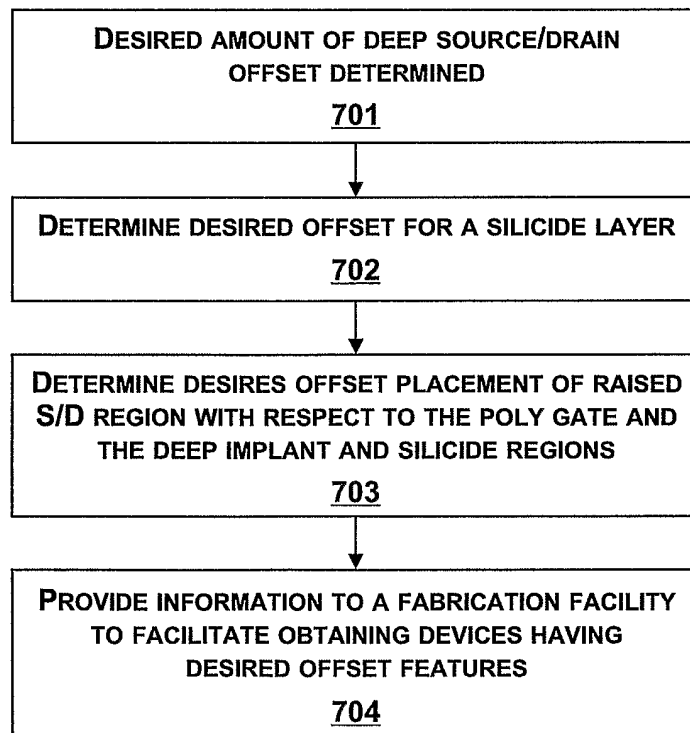 DESIRED AMOUNT OF DEEP SOURCE/DRAIN
OFFSET DETERMINED
701
DETERMINE DESIRED OFFSET FOR A SILICIDE LAYER
702
DETERMINE DESIRES OFFSET PLACEMENT OF RAISED
S/D REGION WITH RESPECT TO THE POLY GATE AND
THE DEEP IMPLANT AND SILICIDE REGIONS
703
PROVIDE INFORMATION TO A FABRICATION FACILITY
TO FACILITATE OBTAINING DEVICES HAVING
DESIRED OFFSET FEATURES
704